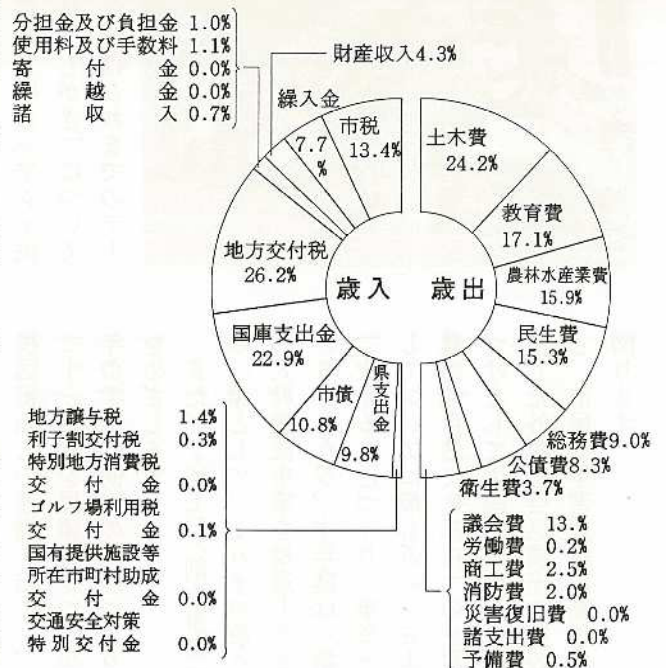 分担金及び負担金 1.0%
使用料及び手数料 1.1%
寄付金 0.0%
繰越金 0.0%
諸収入 0.7%
財産収入4.3%
繰入金
7.7
%
市税
13.4%
地方交付税
26.2%
国庫支出金
22.9%
市債
10.8%
県支出金
9.8%
歳入
地方譲与税 1.4%
利子割交付税 0.3%
特別地方消費税
交付金 0.0%
ゴルフ場利用税
交付金 0.1%
国有提供施設等
所在市町村助成
交付金 0.0%
交通安全対策
特別交付金 0.0%
歳出
土木費
24.2%
教育費
17.1%
農林水産業費
15.9%
民生費
15.3%
総務費9.0%
公債費8.3%
衛生費3.7%
議会費 13.%
労働費 0.2%
商工費 2.5%
消防費 2.0%
災害復旧費 0.0%
諸支出費 0.0%
予備費 0.5%